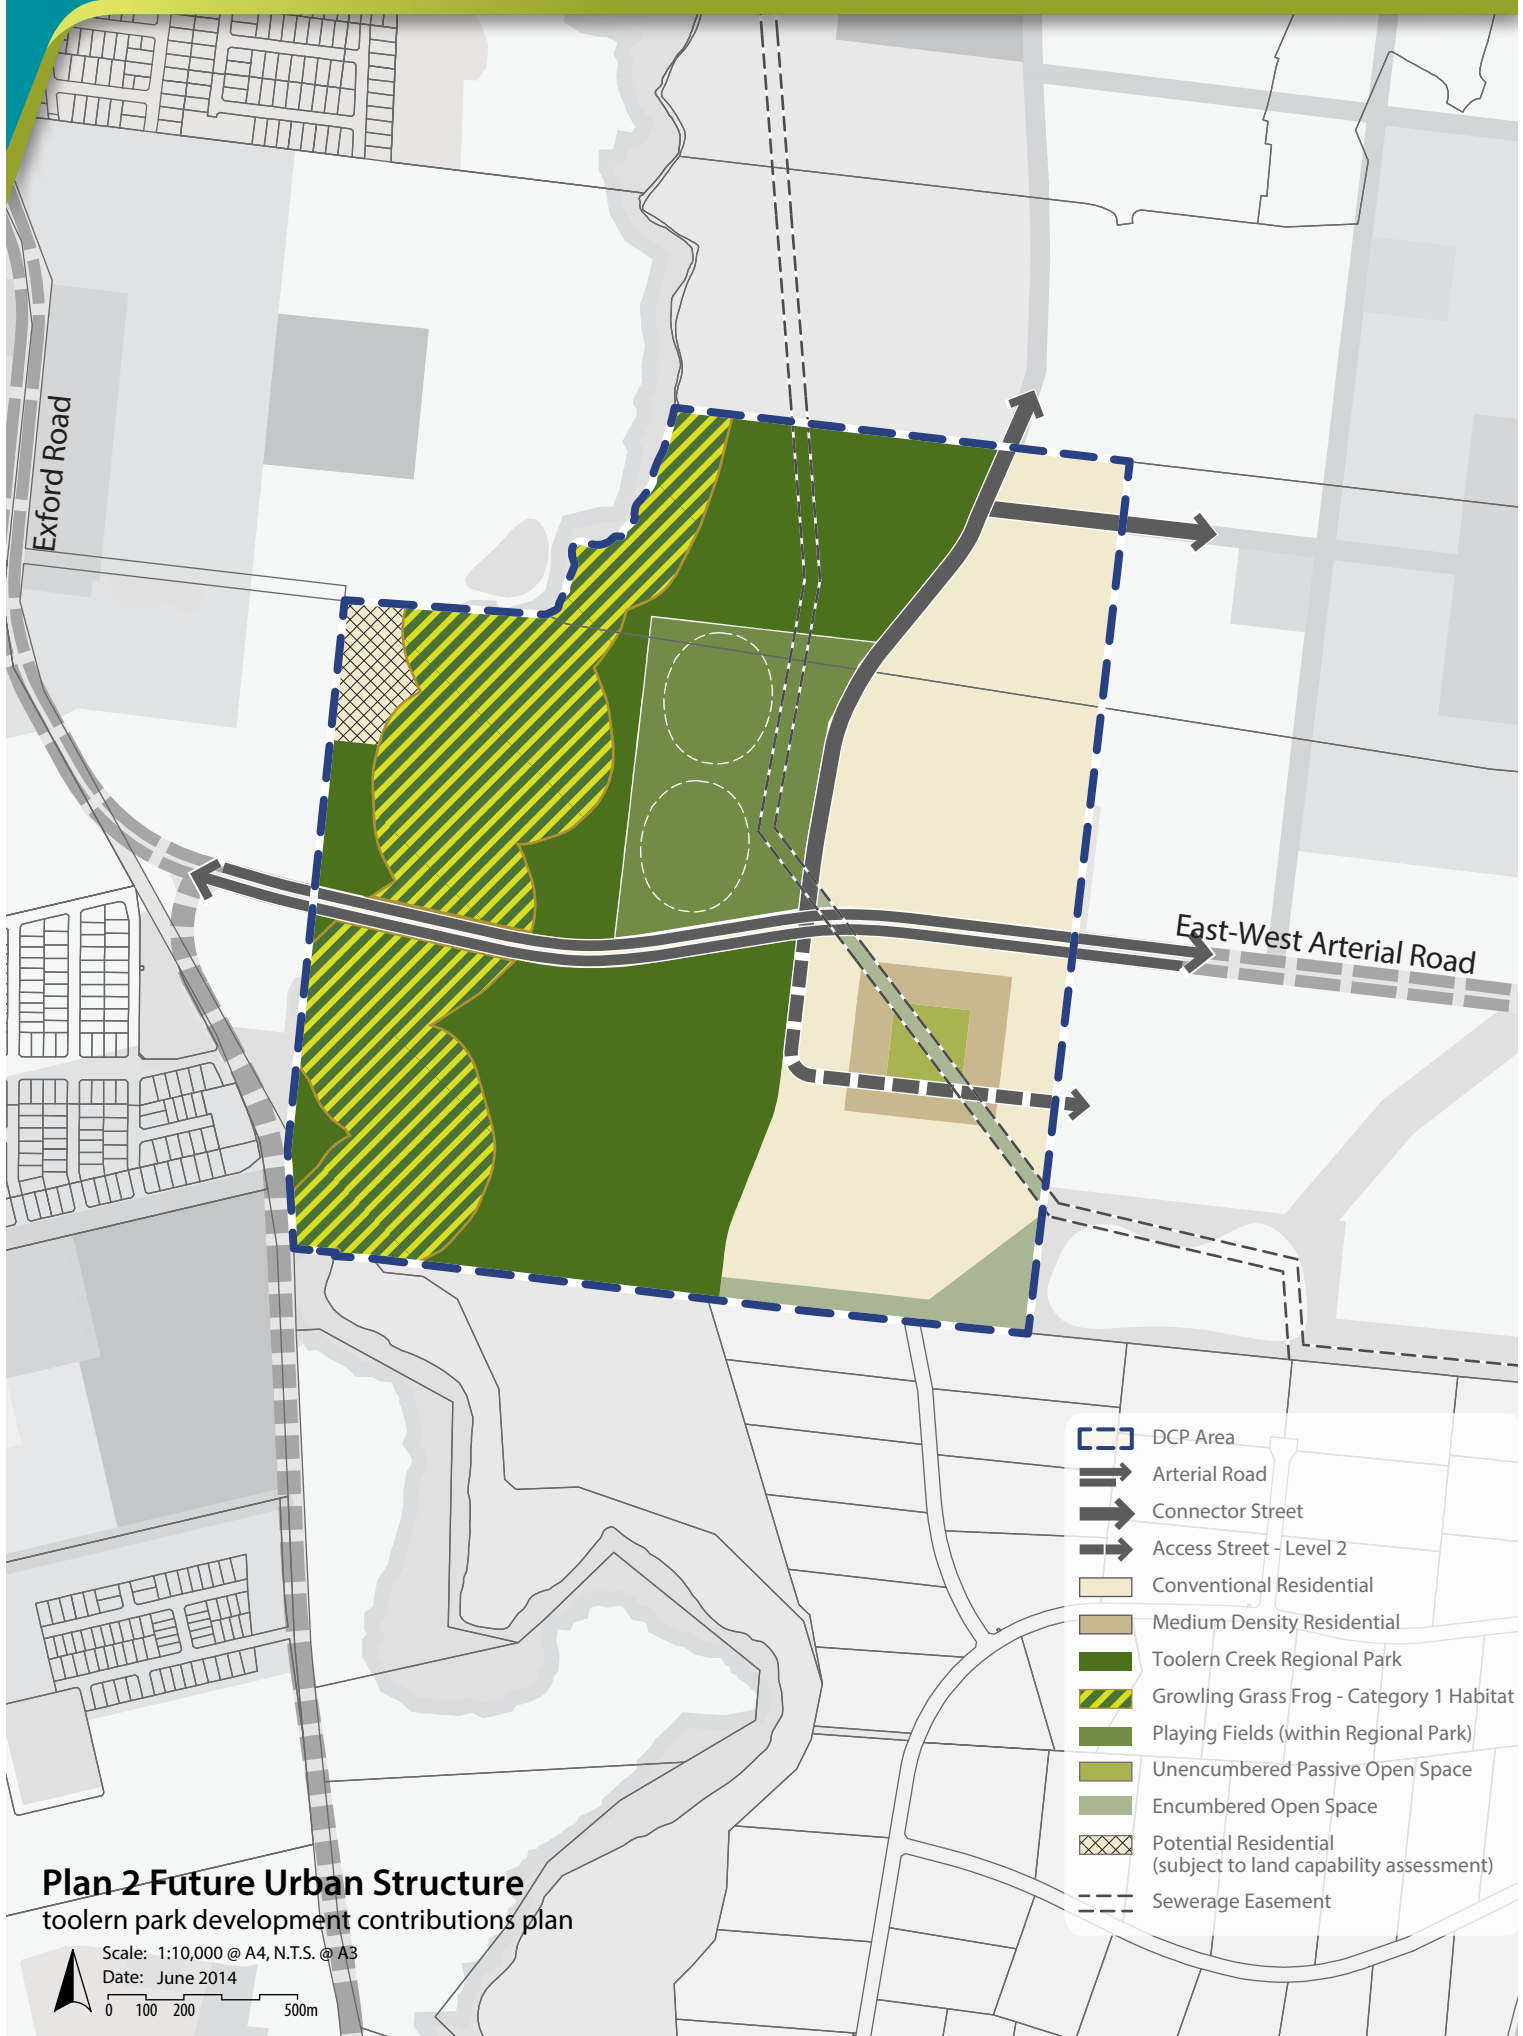 Exford Road
East-West Arterial Road
DCP Area
Arterial Road
Connector Street
Access Street - Level 2
Conventional Residential
Medium Density Residential
Toolern Creek Regional Park
Growling Grass Frog - Category 1 Habitat
Playing Fields (within Regional Park)
Unencumbered Passive Open Space
Encumbered Open Space
Potential Residential
(subject to land capability assessment)
Sewerage Easement
Plan 2 Future Urban Structure
toolern park development contributions plan
Scale: 1:10,000 @ A4, N.T.S. @ A3
Date: June 2014
0 100 200 500m